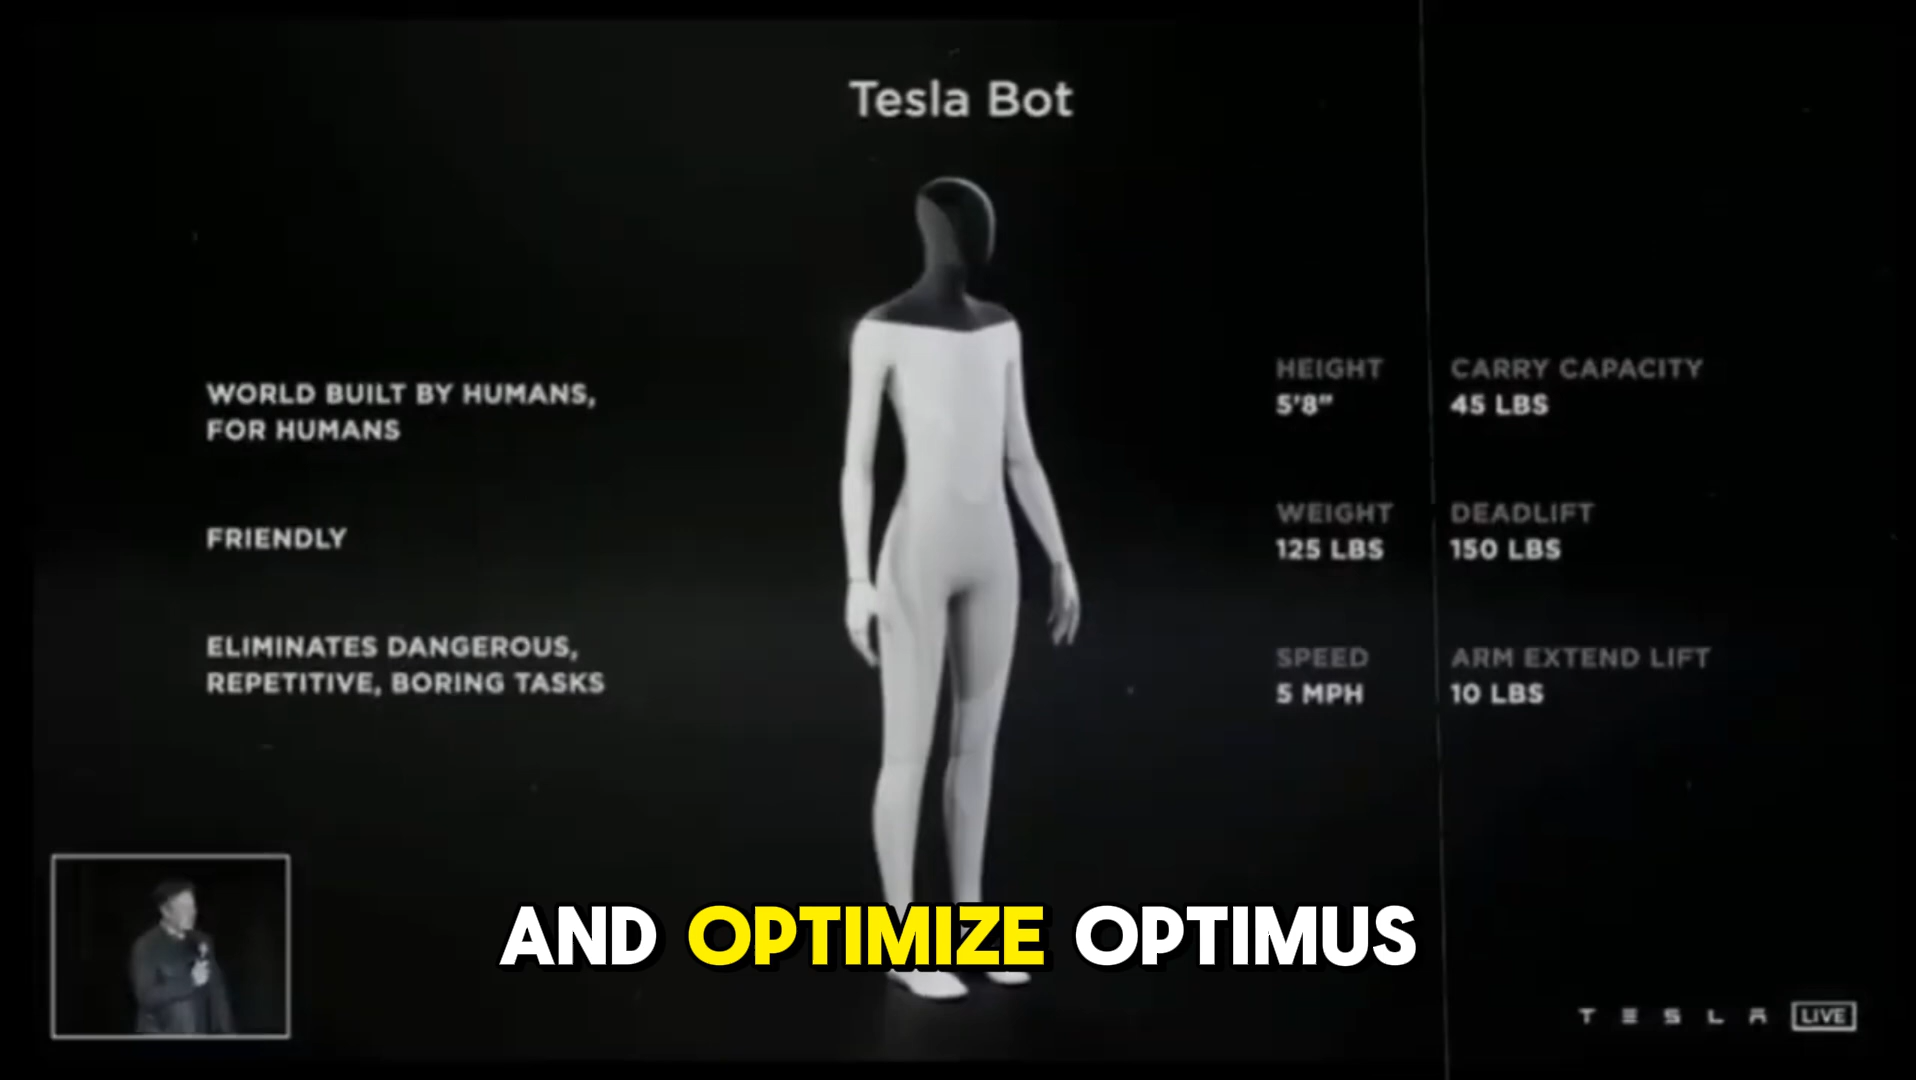 Tesla Bot
WORLD BUILT BY HUMANS,
FOR HUMANS
FRIENDLY
ELIMINATES DANGEROUS,
REPETITIVE, BORING TASKS
HEIGHT
5'8"
CARRY CAPACITY
45 LBS
WEIGHT
125 LBS
DEADLIFT
150 LBS
SPEED
5 MPH
ARM EXTEND LIFT
10 LBS
AND OPTIMIZE OPTIMUS
TESLA LIVE